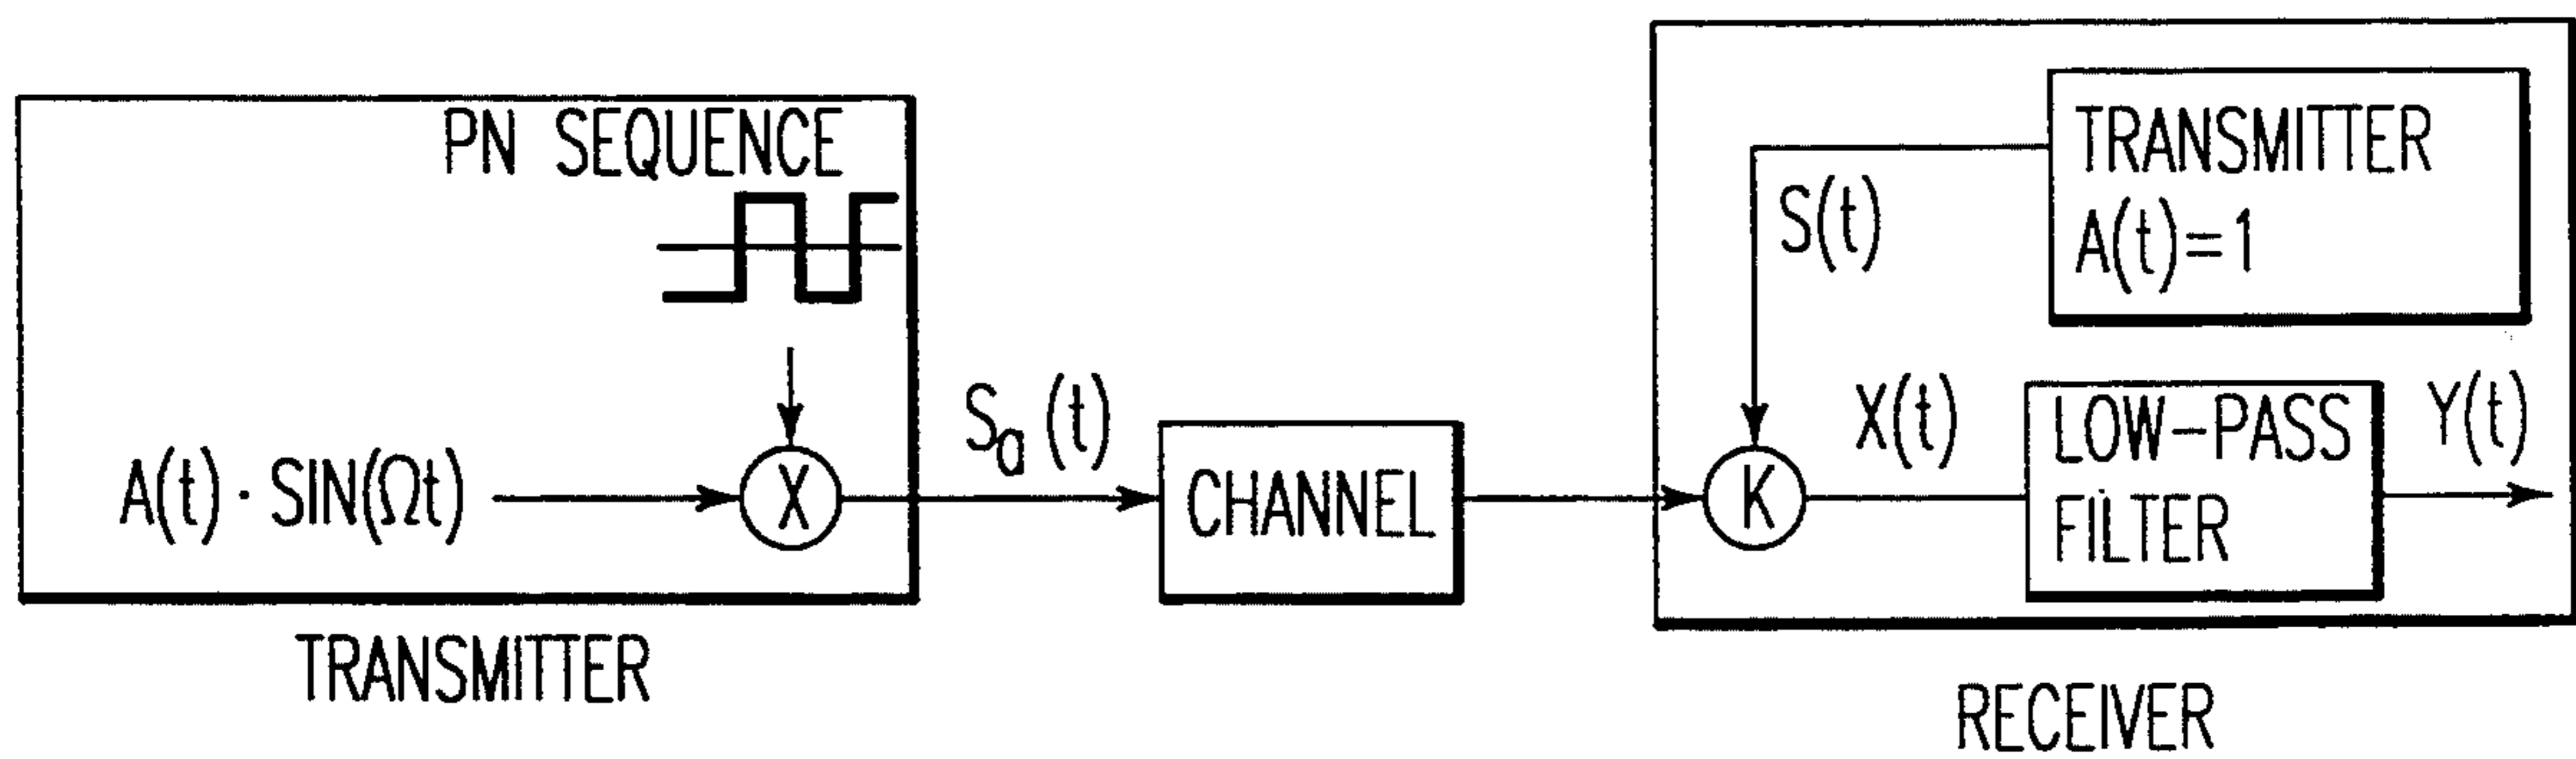 PN SEQUENCE
A(t) · SIN(Ωt)
X
Sa (t)
TRANSMITTER
CHANNEL
K
S(t)
TRANSMITTER
A(t)=1
X(t)
LOW-PASS
FILTER
Y(t)
RECEIVER